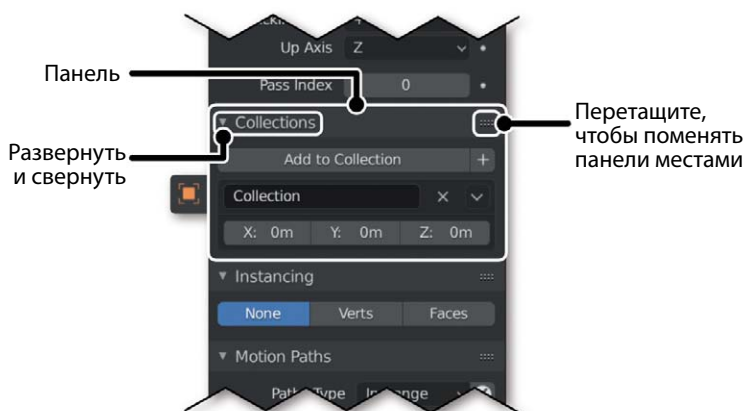 Up Axis Z
Pass Index 0
Панель
Collections
Перетащите,
чтобы поменять
панели местами
Развернуть
и свернуть
Add to Collection +
Collection
X: 0m Y: 0m Z: 0m
Instancing
None Verts Faces
Motion Paths
Type